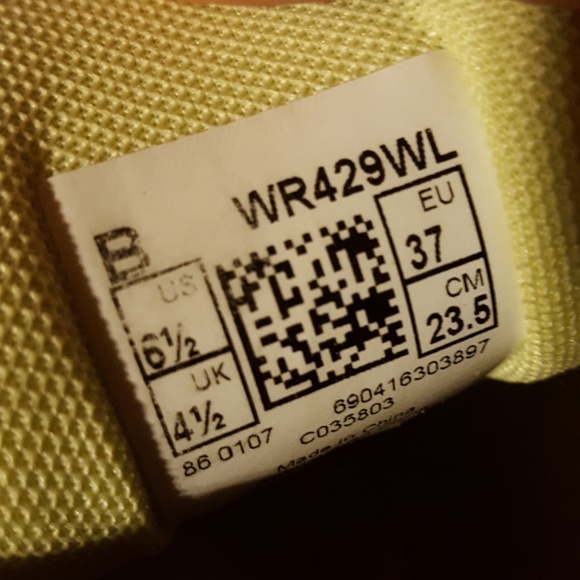 WR429WL
B
US
6½
UK
4½
EU
37
CM
23.5
690416303897
86 0107 C035803
Made in China